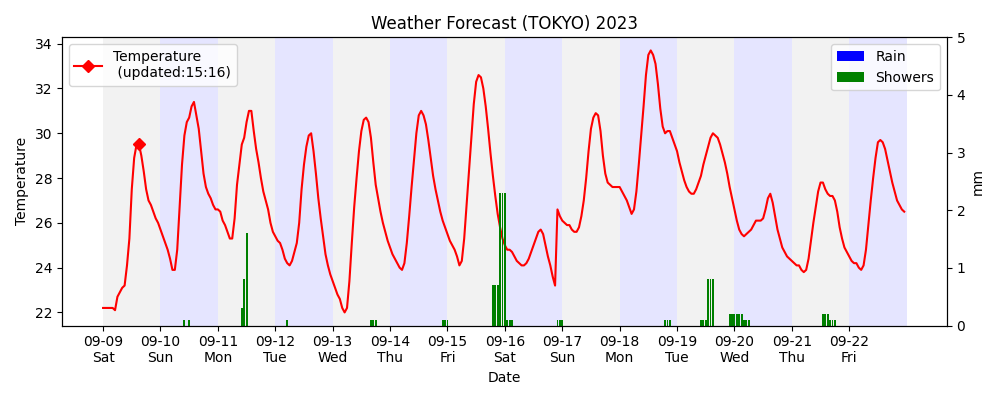 Weather Forecast (TOKYO) 2023
Temperature
(updated:15:16)
Rain
Showers
34
32
30
28
26
24
22
Temperature
5
4
3
2
1
0
mm
09-09 09-10 09-11 09-12 09-13 09-14 09-15 09-16 09-17 09-18 09-19 09-20 09-21 09-22
Sat Sun Mon Tue Wed Thu Fri Sat Sun Mon Tue Wed Thu Fri
Date